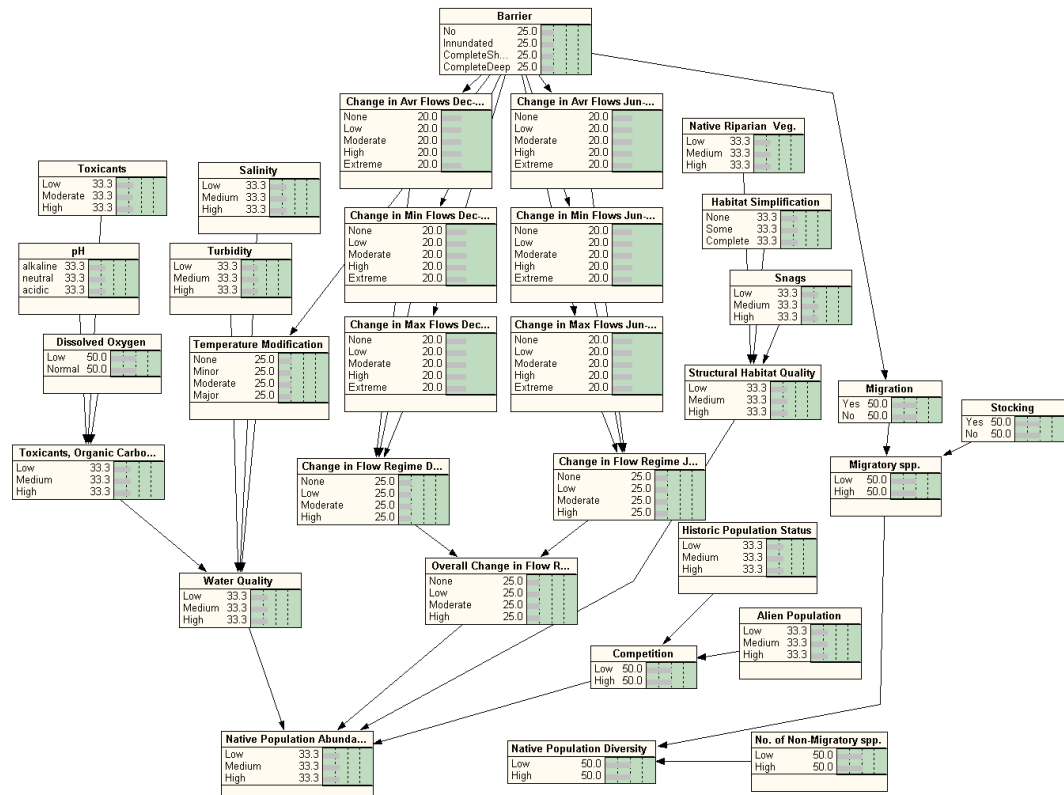 Barrier
No 25.0
Innundated 25.0
CompleteSh... 25.0
CompleteDeep 25.0
Change in Avr Flows Dec-...
None 20.0
Low 20.0
Moderate 20.0
High 20.0
Extreme 20.0
Change in Avr Flows Jun-...
None 20.0
Low 20.0
Moderate 20.0
High 20.0
Extreme 20.0
Native Riparian Veg.
Low 33.3
Medium 33.3
High 33.3
Toxicants
Low 33.3
Moderate 33.3
High 33.3
Salinity
Low 33.3
Medium 33.3
High 33.3
Habitat Simplification
None 33.3
Some 33.3
Complete 33.3
Change in Min Flows Dec-...
None 20.0
Low 20.0
Moderate 20.0
High 20.0
Extreme 20.0
Change in Min Flows Jun-...
None 20.0
Low 20.0
Moderate 20.0
High 20.0
Extreme 20.0
pH
alkaline 33.3
neutral 33.3
acidic 33.3
Turbidity
Low 33.3
Medium 33.3
High 33.3
Snags
Low 33.3
Medium 33.3
High 33.3
Change in Max Flows Dec...
None 20.0
Low 20.0
Moderate 20.0
High 20.0
Extreme 20.0
Change in Max Flows Jun-...
None 20.0
Low 20.0
Moderate 20.0
High 20.0
Extreme 20.0
Dissolved Oxygen
Low 50.0
Normal 50.0
Temperature Modification
None 25.0
Minor 25.0
Moderate 25.0
Major 25.0
Structural Habitat Quality
Low 33.3
Medium 33.3
High 33.3
Migration
Yes 50.0
No 50.0
Stocking
Yes 50.0
No 50.0
Toxicants, Organic Carbo...
Low 33.3
Medium 33.3
High 33.3
Change in Flow Regime D...
None 25.0
Low 25.0
Moderate 25.0
High 25.0
Change in Flow Regime J...
None 25.0
Low 25.0
Moderate 25.0
High 25.0
Migratory spp.
Low 50.0
High 50.0
Historic Population Status
Low 33.3
Medium 33.3
High 33.3
Water Quality
Low 33.3
Medium 33.3
High 33.3
Overall Change in Flow R...
None 25.0
Low 25.0
Moderate 25.0
High 25.0
Alien Population
Low 33.3
Medium 33.3
High 33.3
Competition
Low 50.0
High 50.0
Native Population Abunda...
Low 33.3
Medium 33.3
High 33.3
Native Population Diversity
Low 50.0
High 50.0
No. of Non-Migratory spp.
Low 50.0
High 50.0